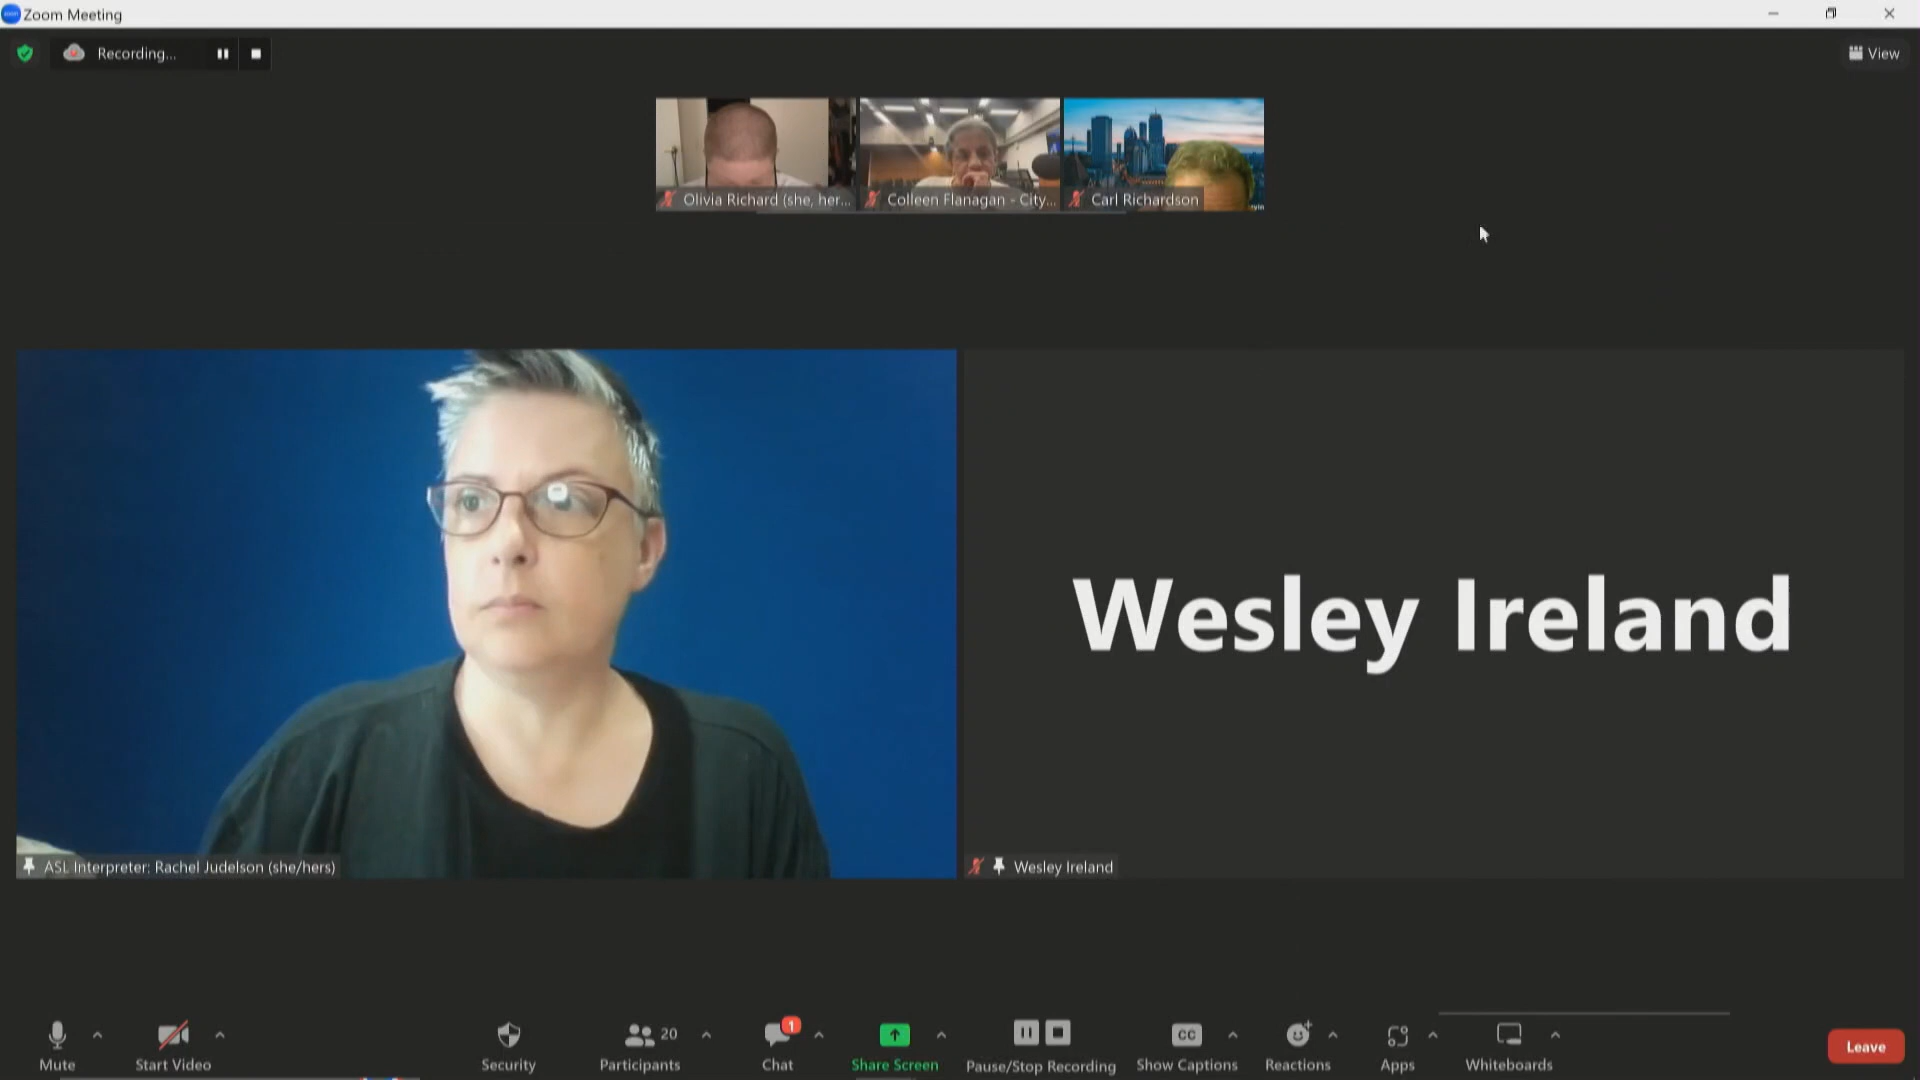 Zoom Meeting
Recording...
View
Olivia Richard (she, her...
Colleen Flanagan - City...
Carl Richardson
Wesley Ireland
ASL Interpreter: Rachel Judelson (she/hers)
Wesley Ireland
Mute
Start Video
Security
20
Participants
1
Chat
Share Screen
Pause/Stop Recording
CC
Show Captions
Reactions
Apps
Whiteboards
Leave